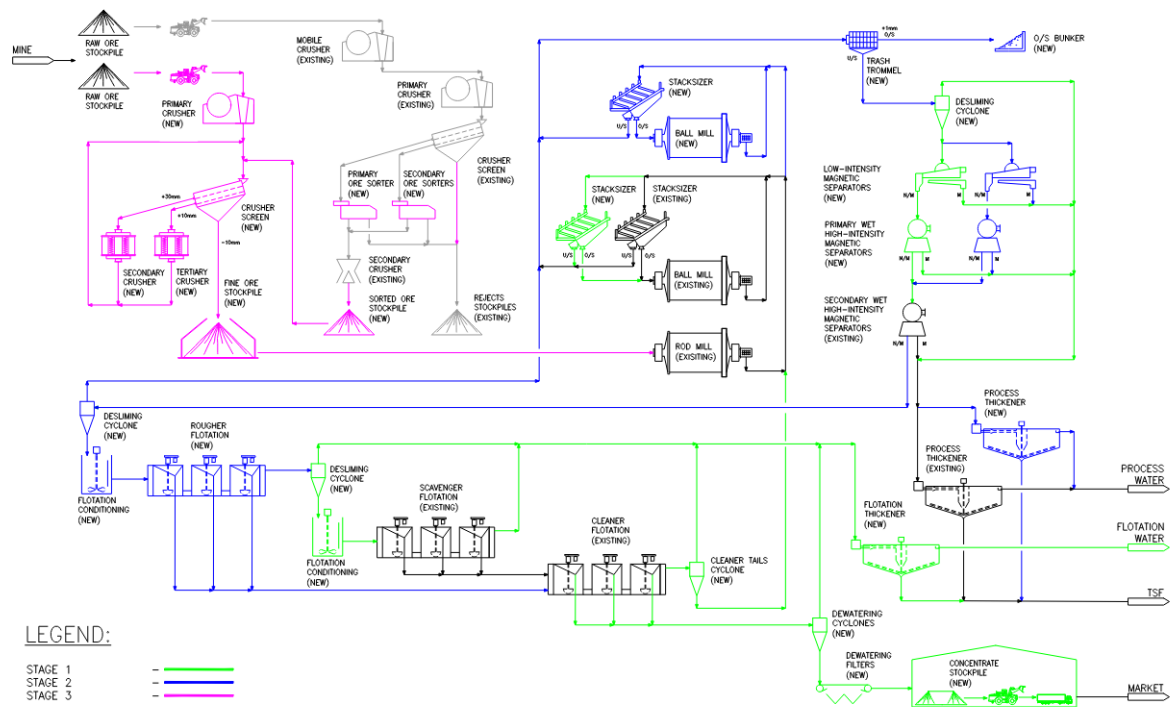 MINE
RAW ORE
STOCKPILE
RAW ORE
STOCKPILE
MOBILE
CRUSHER
(EXISTING)
PRIMARY
CRUSHER
(NEW)
PRIMARY
CRUSHER
(EXISTING)
CRUSHER
SCREEN
(EXISTING)
+30mm
+10mm
-10mm
CRUSHER
SCREEN
(NEW)
SECONDARY
CRUSHER
(NEW)
TERTIARY
CRUSHER
(NEW)
FINE ORE
STOCKPILE
(NEW)
PRIMARY
ORE SORTER
(NEW)
SECONDARY
ORE SORTERS
(NEW)
SECONDARY
CRUSHER
(EXISTING)
SORTED ORE
STOCKPILE
(NEW)
REJECTS
STOCKPILES
(EXISTING)
STACKSIZER
(NEW)
U/S
O/S
BALL MILL
(NEW)
STACKSIZER
(NEW)
STACKSIZER
(EXISTING)
U/S
O/S
U/S
O/S
BALL MILL
(EXISTING)
ROD MILL
(EXISTING)
+1mm
O/S
O/S BUNKER
(NEW)
TRASH
TROMMEL
(NEW)
U/S
DESLIMING
CYCLONE
(NEW)
LOW-INTENSITY
MAGNETIC
SEPARATORS
(NEW)
N/M
M
N/M
M
PRIMARY WET
HIGH-INTENSITY
MAGNETIC
SEPARATORS
(NEW)
N/M
M
N/M
M
SECONDARY WET
HIGH-INTENSITY
MAGNETIC
SEPARATORS
(EXISTING)
N/M
M
DESLIMING
CYCLONE
(NEW)
ROUGHER
FLOTATION
(NEW)
FLOTATION
CONDITIONING
(NEW)
DESLIMING
CYCLONE
(NEW)
FLOTATION
CONDITIONING
(NEW)
SCAVENGER
FLOTATION
(EXISTING)
CLEANER
FLOTATION
(EXISTING)
CLEANER TAILS
CYCLONE
(NEW)
PROCESS
THICKENER
(NEW)
PROCESS
THICKENER
(EXISTING)
FLOTATION
THICKENER
(NEW)
PROCESS
WATER
FLOTATION
WATER
TSF
DEWATERING
CYCLONES
(NEW)
DEWATERING
FILTERS
(NEW)
CONCENTRATE
STOCKPILE
(NEW)
MARKET
LEGEND:
STAGE 1 -
STAGE 2 -
STAGE 3 -